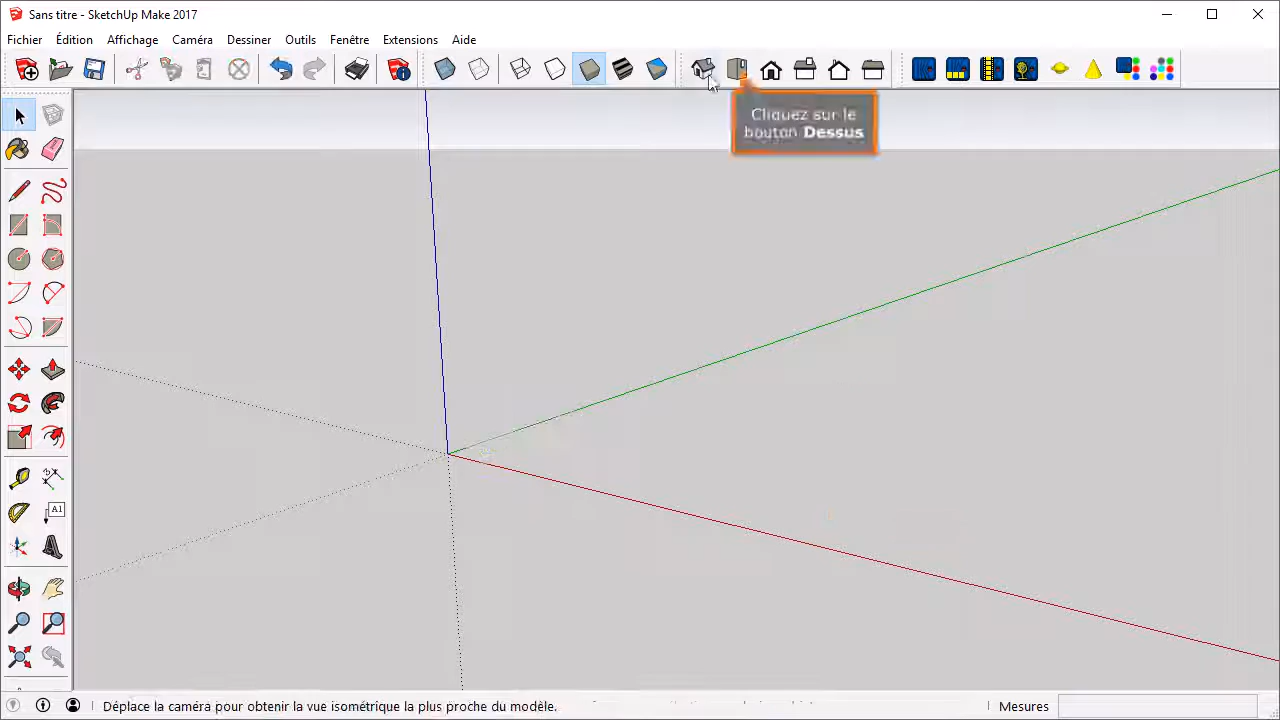 Sans titre - SketchUp Make 2017
Fichier Édition Affichage Caméra Dessiner Outils Fenêtre Extensions Aide
Cliquez sur le
bouton Dessus
A1
Déplace la caméra pour obtenir la vue isométrique la plus proche du modèle.
Mesures